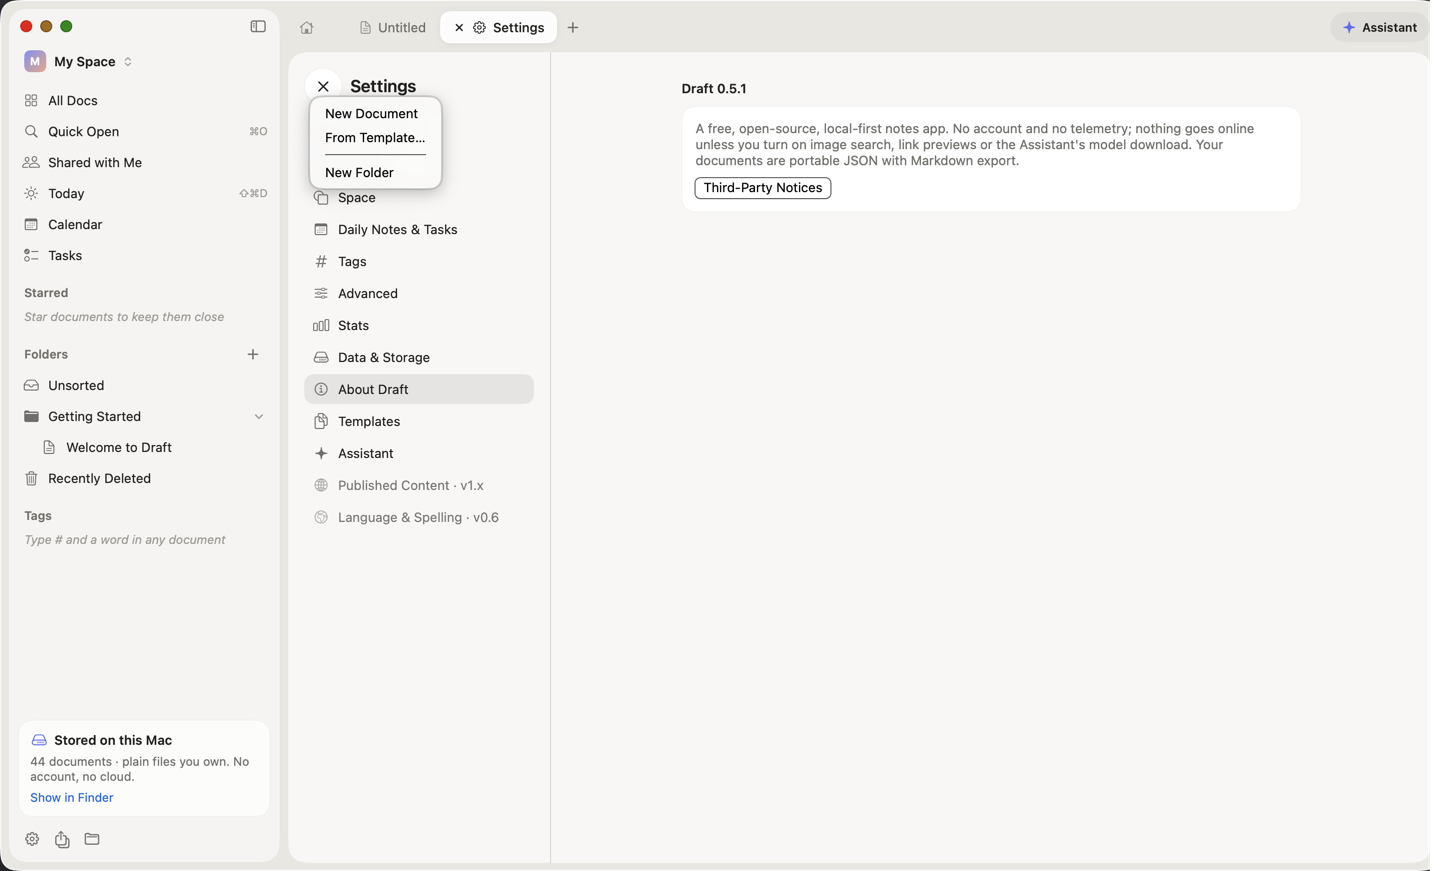 Untitled
Settings
Assistant
M
My Space
All Docs
Quick Open ⌘O
Shared with Me
Today ⇧⌘D
Calendar
Tasks
Starred
Star documents to keep them close
Folders
Unsorted
Getting Started
Welcome to Draft
Recently Deleted
Tags
Type # and a word in any document
Stored on this Mac
44 documents · plain files you own. No
account, no cloud.
Show in Finder
Settings
New Document
From Template...
New Folder
Space
Daily Notes & Tasks
Tags
Advanced
Stats
Data & Storage
About Draft
Templates
Assistant
Published Content · v1.x
Language & Spelling · v0.6
Draft 0.5.1
A free, open-source, local-first notes app. No account and no telemetry; nothing goes online
unless you turn on image search, link previews or the Assistant's model download. Your
documents are portable JSON with Markdown export.
Third-Party Notices